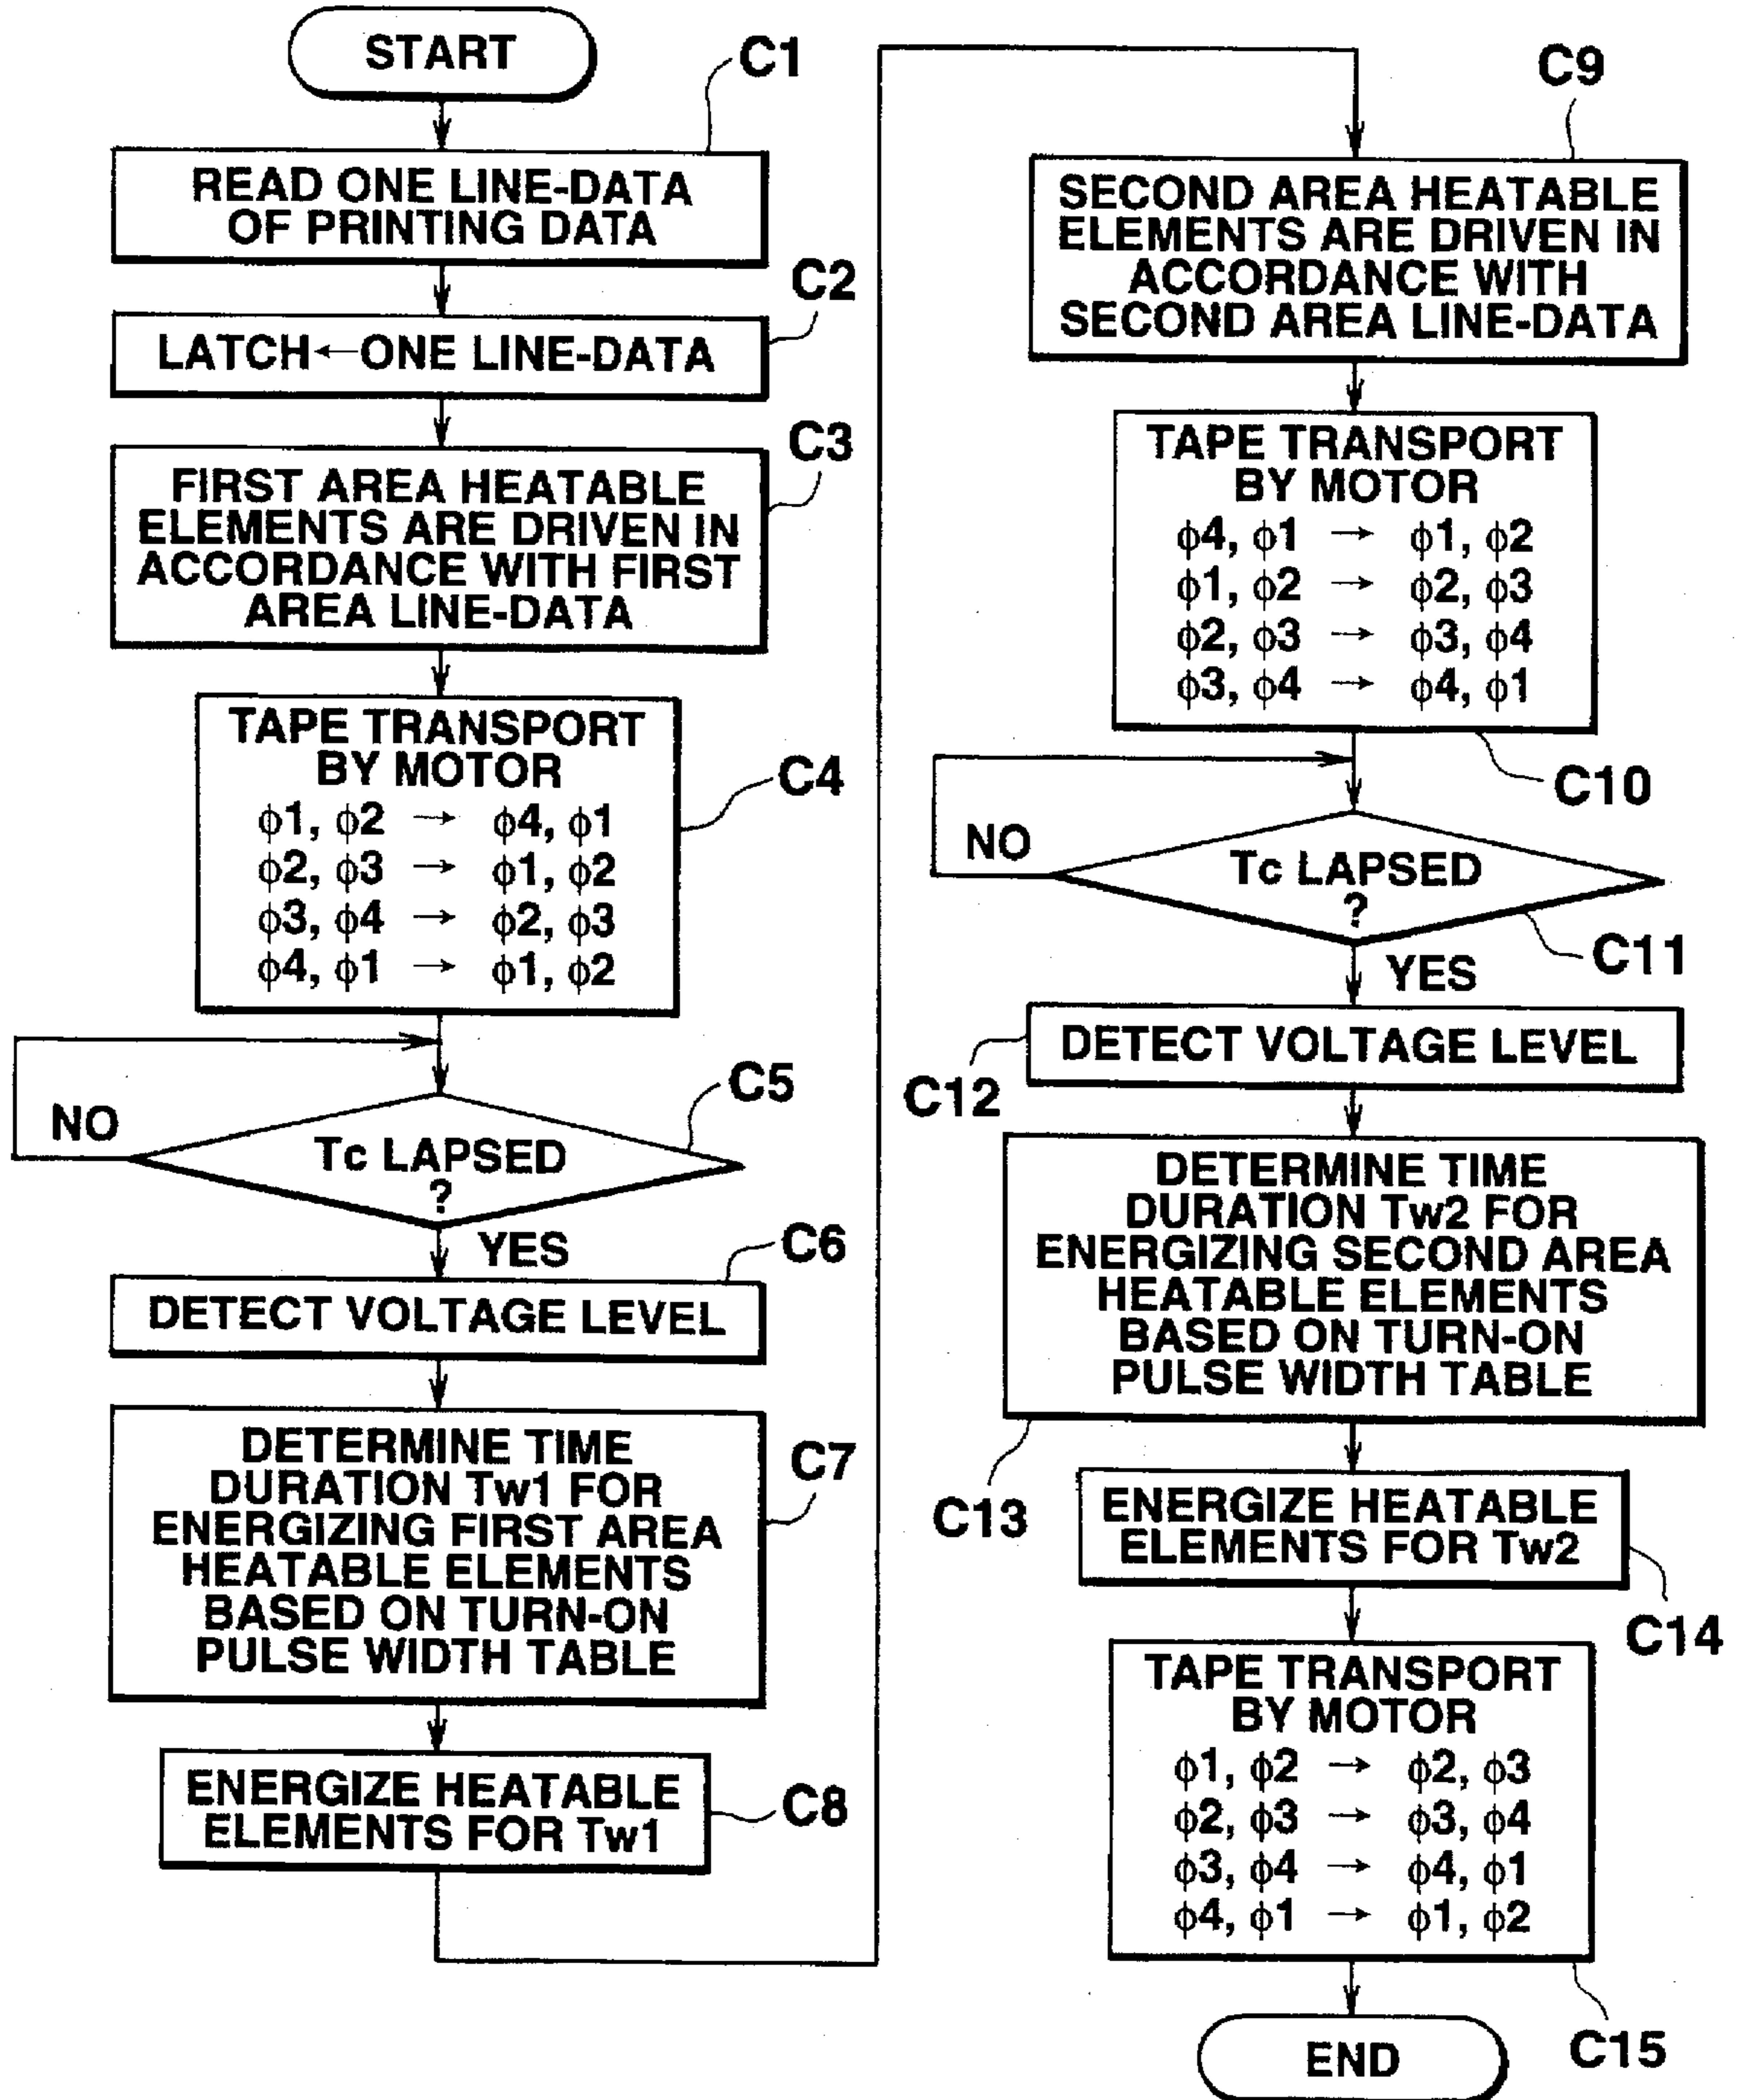 START
C1
READ ONE LINE-DATA
OF PRINTING DATA
C2
LATCH←ONE LINE-DATA
C3
FIRST AREA HEATABLE
ELEMENTS ARE DRIVEN IN
ACCORDANCE WITH FIRST
AREA LINE-DATA
TAPE TRANSPORT
BY MOTOR
C4
ϕ1, ϕ2 → ϕ4, ϕ1
ϕ2, ϕ3 → ϕ1, ϕ2
ϕ3, ϕ4 → ϕ2, ϕ3
ϕ4, ϕ1 → ϕ1, ϕ2
C5
NO
Tc LAPSED
?
YES
C6
DETECT VOLTAGE LEVEL
DETERMINE TIME
DURATION Tw1 FOR
ENERGIZING FIRST AREA
HEATABLE ELEMENTS
BASED ON TURN-ON
PULSE WIDTH TABLE
C7
ENERGIZE HEATABLE
ELEMENTS FOR Tw1
C8
C9
SECOND AREA HEATABLE
ELEMENTS ARE DRIVEN IN
ACCORDANCE WITH
SECOND AREA LINE-DATA
TAPE TRANSPORT
BY MOTOR
ϕ4, ϕ1 → ϕ1, ϕ2
ϕ1, ϕ2 → ϕ2, ϕ3
ϕ2, ϕ3 → ϕ3, ϕ4
ϕ3, ϕ4 → ϕ4, ϕ1
C10
NO
Tc LAPSED
?
C11
YES
DETECT VOLTAGE LEVEL
C12
DETERMINE TIME
DURATION Tw2 FOR
ENERGIZING SECOND AREA
HEATABLE ELEMENTS
BASED ON TURN-ON
PULSE WIDTH TABLE
C13
ENERGIZE HEATABLE
ELEMENTS FOR Tw2
C14
TAPE TRANSPORT
BY MOTOR
ϕ1, ϕ2 → ϕ2, ϕ3
ϕ2, ϕ3 → ϕ3, ϕ4
ϕ3, ϕ4 → ϕ4, ϕ1
ϕ4, ϕ1 → ϕ1, ϕ2
C15
END